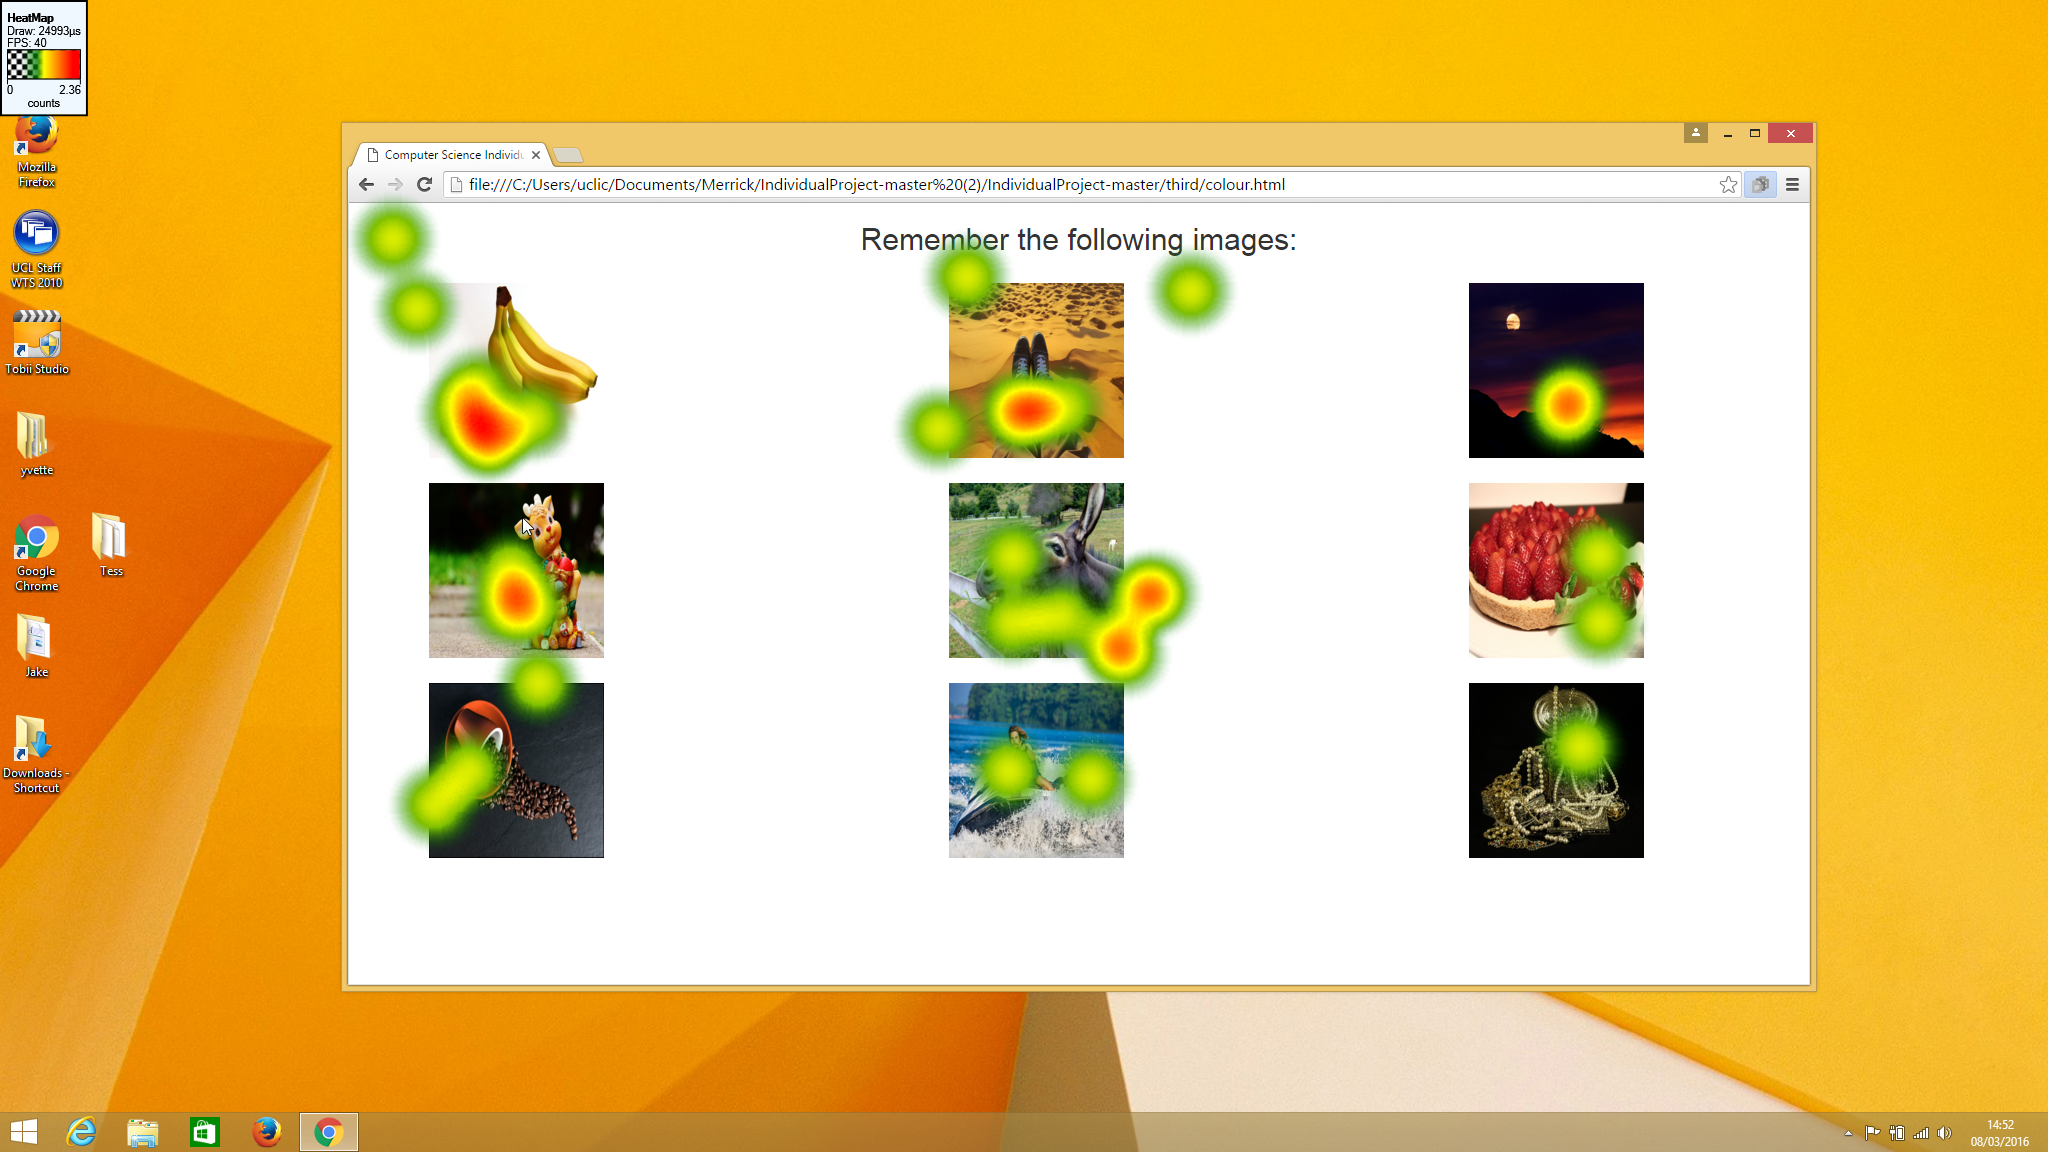 HeatMap
Draw: 24993µs
FPS: 40
0 2.36
counts
Mozilla
Firefox
UCL Staff
WTS 2010
Tobii Studio
yvette
Google
Chrome
Tess
Jake
Downloads -
Shortcut
Computer Science Individu
file:///C:/Users/uclic/Documents/Merrick/IndividualProject-master%20(2)/IndividualProject-master/third/colour.html
Remember the following images:
14:52
08/03/2016